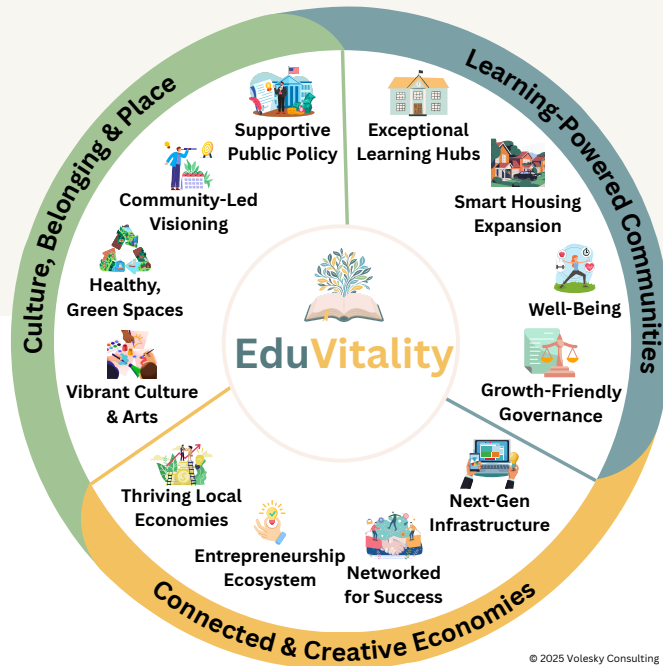 Culture, Belonging & Place
Learning-Powered Communities
Connected & Creative Economies
Supportive
Public Policy
Exceptional
Learning Hubs
Community-Led
Visioning
Smart Housing
Expansion
Healthy,
Green Spaces
Well-Being
EduVitality
Vibrant Culture
& Arts
Growth-Friendly
Governance
Thriving Local
Economies
Next-Gen
Infrastructure
Entrepreneurship
Ecosystem
Networked
for Success
© 2025 Volesky Consulting